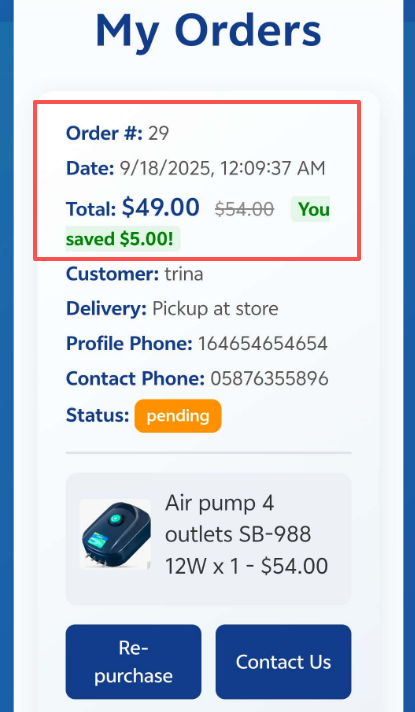 My Orders
Order #: 29
Date: 9/18/2025, 12:09:37 AM
Total: $49.00 $54.00 You
saved $5.00!
Customer: trina
Delivery: Pickup at store
Profile Phone: 164654654654
Contact Phone: 05876355896
Status: pending
Air pump 4
outlets SB-988
12W x 1 - $54.00
Re-
purchase
Contact Us